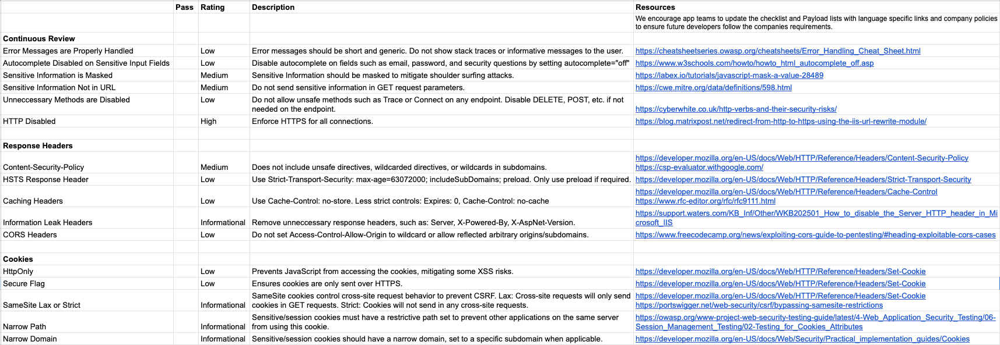 Pass Rating Description Resources
We encourage app teams to update the checklist and Payload lists with language specific links and company policies
to ensure future developers follow the companies requirements.
Continuous Review
Error Messages are Properly Handled Low Error messages should be short and generic. Do not show stack traces or informative messages to the user. https://cheatsheetseries.owasp.org/cheatsheets/Error_Handling_Cheat_Sheet.html
Autocomplete Disabled on Sensitive Input Fields Low Disable autocomplete on fields such as email, password, and security questions by setting autocomplete="off" https://www.w3schools.com/howto/howto_html_autocomplete_off.asp
Sensitive Information is Masked Medium Sensitive Information should be masked to mitigate shoulder surfing attacks. https://labex.io/tutorials/javascript-mask-a-value-28489
Sensitive Information Not in URL Medium Do not send sensitive information in GET request parameters. https://cwe.mitre.org/data/definitions/598.html
Unneccessary Methods are Disabled Low Do not allow unsafe methods such as Trace or Connect on any endpoint. Disable DELETE, POST, etc. if not
needed on the endpoint. https://cyberwhite.co.uk/http-verbs-and-their-security-risks/
HTTP Disabled High Enforce HTTPS for all connections. https://blog.matrixpost.net/redirect-from-http-to-https-using-the-iis-url-rewrite-module/
Response Headers
https://developer.mozilla.org/en-US/docs/Web/HTTP/Reference/Headers/Content-Security-Policy
Content-Security-Policy Medium Does not include unsafe directives, wildcarded directives, or wildcards in subdomains. https://csp-evaluator.withgoogle.com/
HSTS Response Header Low Use Strict-Transport-Security: max-age=63072000; includeSubDomains; preload. Only use preload if required. https://developer.mozilla.org/en-US/docs/Web/HTTP/Reference/Headers/Strict-Transport-Security
https://developer.mozilla.org/en-US/docs/Web/HTTP/Reference/Headers/Cache-Control
Caching Headers Low Use Cache-Control: no-store. Less strict controls: Expires: 0, Cache-Control: no-cache https://www.rfc-editor.org/rfc/rfc9111.html
https://support.waters.com/KB_Inf/Other/WKB202501_How_to_disable_the_Server_HTTP_header_in_Mi
Information Leak Headers Informational Remove unneccessary response headers, such as: Server, X-Powered-By, X-AspNet-Version. crosoft_IIS
CORS Headers Low Do not set Access-Control-Allow-Origin to wildcard or allow reflected arbitrary origins/subdomains. https://www.freecodecamp.org/news/exploiting-cors-guide-to-pentesting/#heading-exploitable-cors-cases
Cookies
HttpOnly Low Prevents JavaScript from accessing the cookies, mitigating some XSS risks. https://developer.mozilla.org/en-US/docs/Web/HTTP/Reference/Headers/Set-Cookie
Secure Flag Low Ensures cookies are only sent over HTTPS. https://developer.mozilla.org/en-US/docs/Web/HTTP/Reference/Headers/Set-Cookie
SameSite cookies control cross-site request behavior to prevent CSRF. Lax: Cross-site requests will only send https://developer.mozilla.org/en-US/docs/Web/HTTP/Reference/Headers/Set-Cookie
SameSite Lax or Strict Informational cookies in GET requests. Strict: Cookies will not send in any cross-site requests. https://portswigger.net/web-security/csrf/bypassing-samesite-restrictions
Sensitive/session cookies must have a restrictive path set to prevent other applications on the same server https://owasp.org/www-project-web-security-testing-guide/latest/4-Web_Application_Security_Testing/06-
Narrow Path Informational from using this cookie. Session_Management_Testing/02-Testing_for_Cookies_Attributes
Narrow Domain Informational Sensitive/session cookies should have a narrow domain, set to a specific subdomain when applicable. https://developer.mozilla.org/en-US/docs/Web/Security/Practical_implementation_guides/Cookies